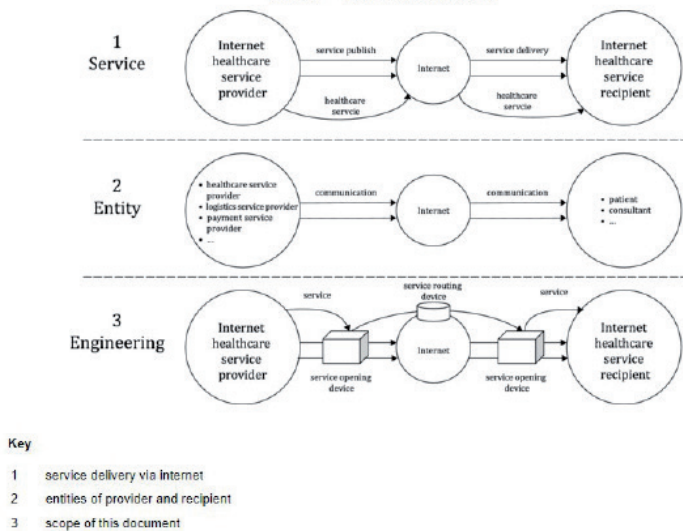 1
Service
Internet
healthcare
service
provider
service publish
healthcare
servcie
Internet
service delivery
healthcare
servcie
Internet
healthcare
service
recipient
2
Entity
• healthcare service
provider
• logistics service provider
• payment service
provider
• ...
communication
Internet
communication
• patient
• consultant
• ...
3
Engineering
Internet
healthcare
service
provider
service
service opening
device
service routing
device
Internet
service
service opening
device
Internet
healthcare
service
recipient
Key
1 service delivery via internet
2 entities of provider and recipient
3 scope of this document